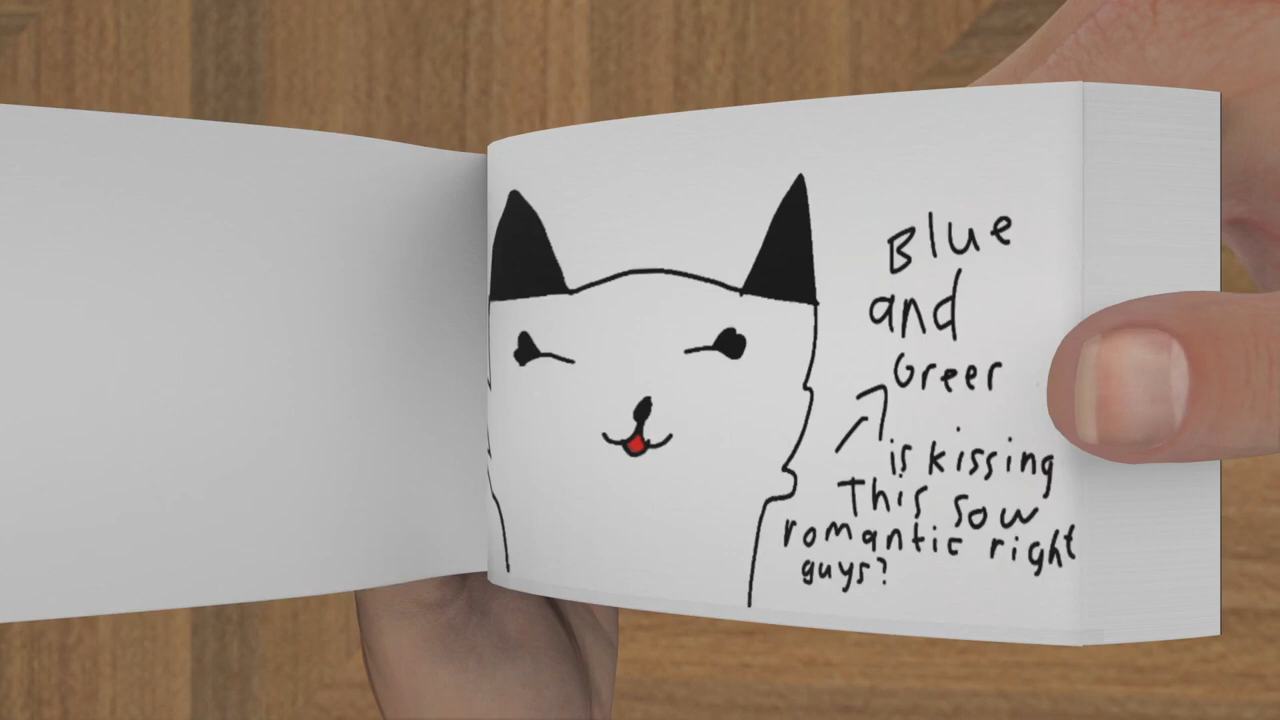 Blue
and
Greer
is kissing
This sow
romantic right
guys?